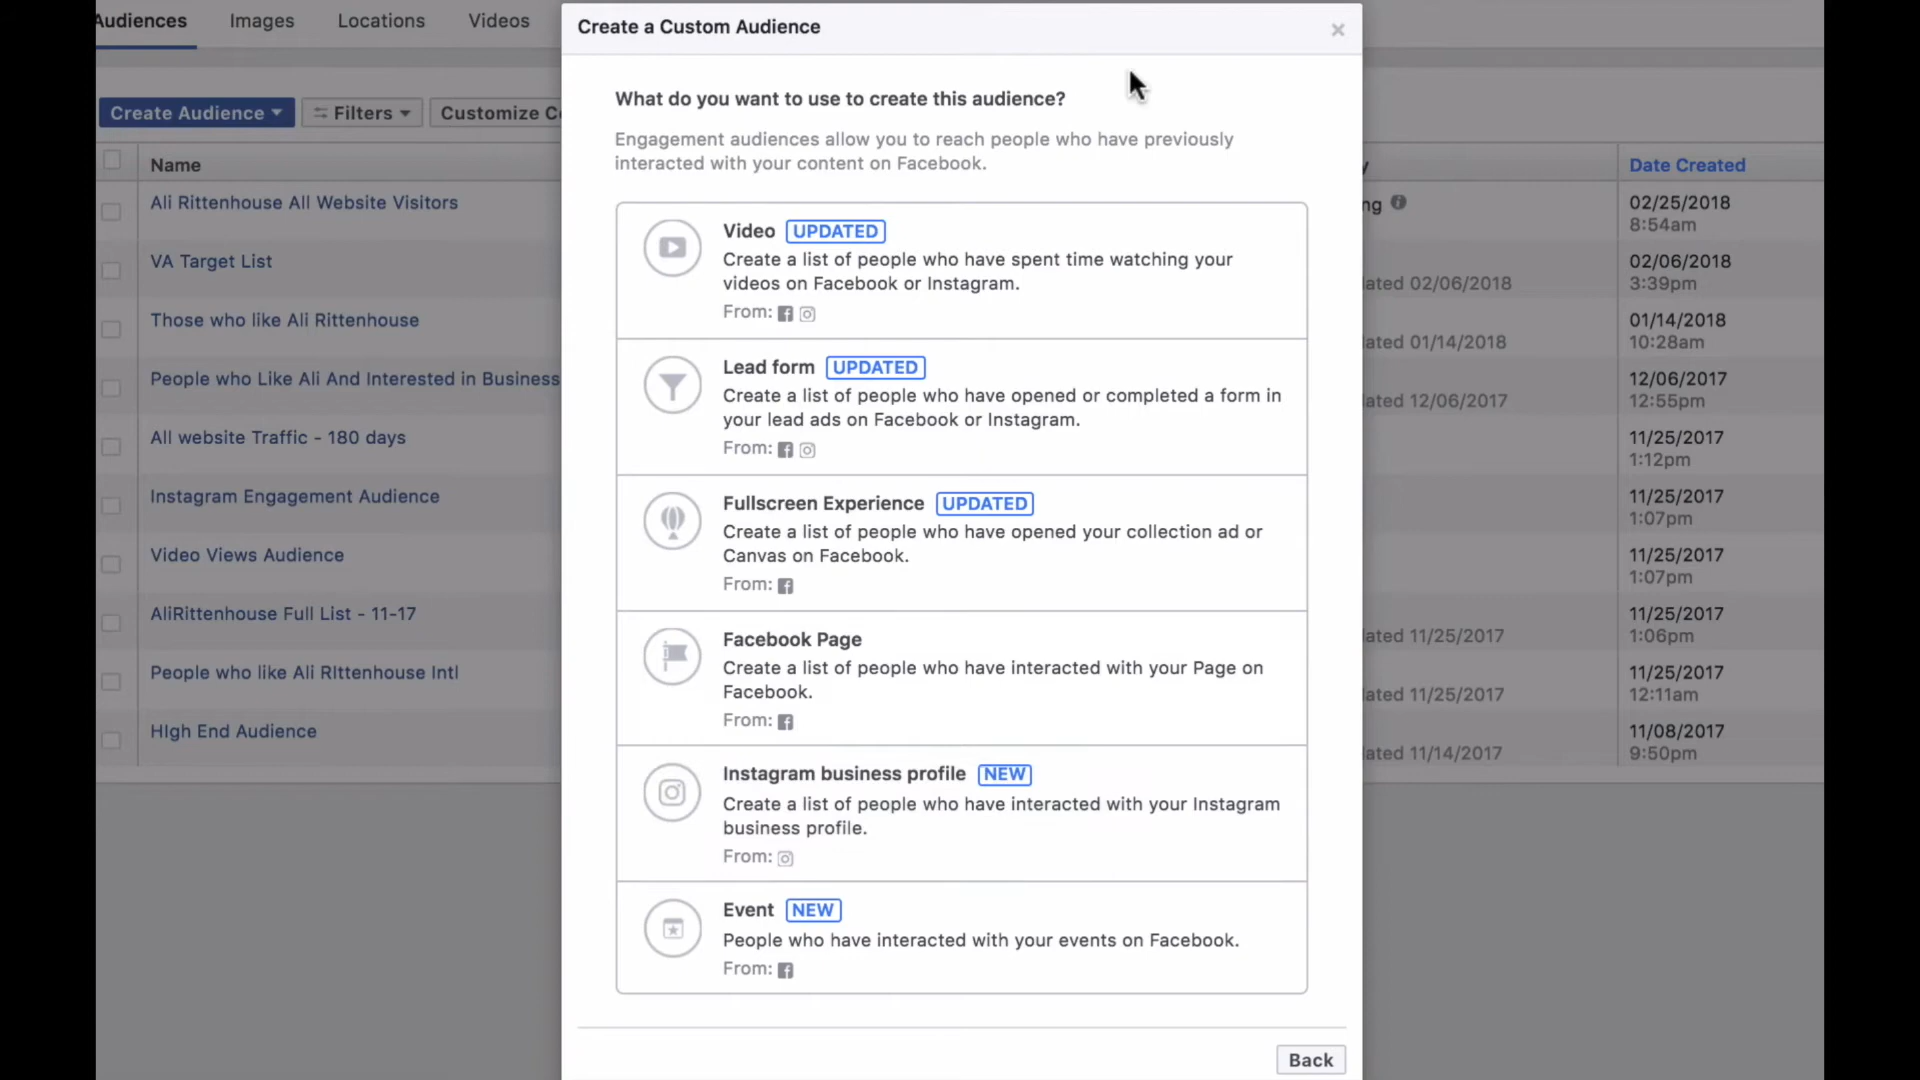 Audiences Images Locations Videos
Create a Custom Audience
×
What do you want to use to create this audience?
Engagement audiences allow you to reach people who have previously
interacted with your content on Facebook.
Create Audience Filters Customize
Name
Date Created
Ali Rittenhouse All Website Visitors
02/25/2018
8:54am
VA Target List
02/06/2018
02/06/2018
3:39pm
Those who like Ali Rittenhouse
01/14/2018
01/14/2018
10:28am
People who Like Ali And Interested in Business
12/06/2017
12/06/2017
12:55pm
All website Traffic - 180 days
11/25/2017
1:12pm
Instagram Engagement Audience
11/25/2017
1:07pm
Video Views Audience
11/25/2017
1:07pm
AliRittenhouse Full List - 11-17
11/25/2017
11/25/2017
1:06pm
People who like Ali RIttenhouse Intl
11/25/2017
11/25/2017
12:11am
HIgh End Audience
11/14/2017
11/08/2017
9:50pm
Video UPDATED
Create a list of people who have spent time watching your
videos on Facebook or Instagram.
From:
Lead form UPDATED
Create a list of people who have opened or completed a form in
your lead ads on Facebook or Instagram.
From:
Fullscreen Experience UPDATED
Create a list of people who have opened your collection ad or
Canvas on Facebook.
From:
Facebook Page
Create a list of people who have interacted with your Page on
Facebook.
From:
Instagram business profile NEW
Create a list of people who have interacted with your Instagram
business profile.
From:
Event NEW
People who have interacted with your events on Facebook.
From:
Back